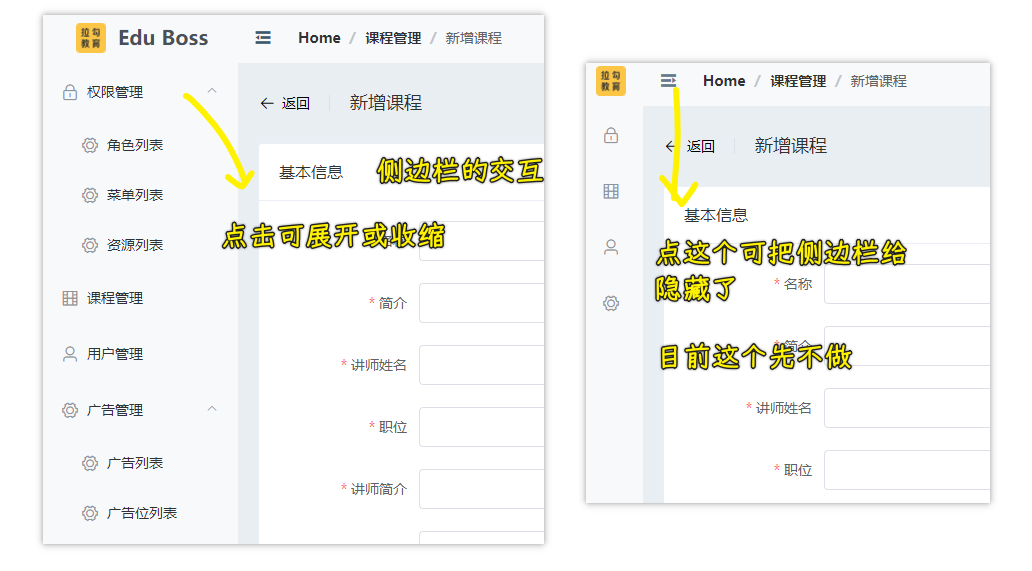 拉勾教育 Edu Boss
Home / 课程管理 / 新增课程
权限管理
角色列表
菜单列表
资源列表
课程管理
用户管理
广告管理
广告列表
广告位列表
← 返回 新增课程
基本信息
侧边栏的交互
点击可展开或收缩
* 简介
* 讲师姓名
* 职位
* 讲师简介
拉勾教育
Home / 课程管理 / 新增课程
← 返回 新增课程
基本信息
点这个可把侧边栏给
隐藏了
* 名称
* 简介
目前这个先不做
* 讲师姓名
* 职位